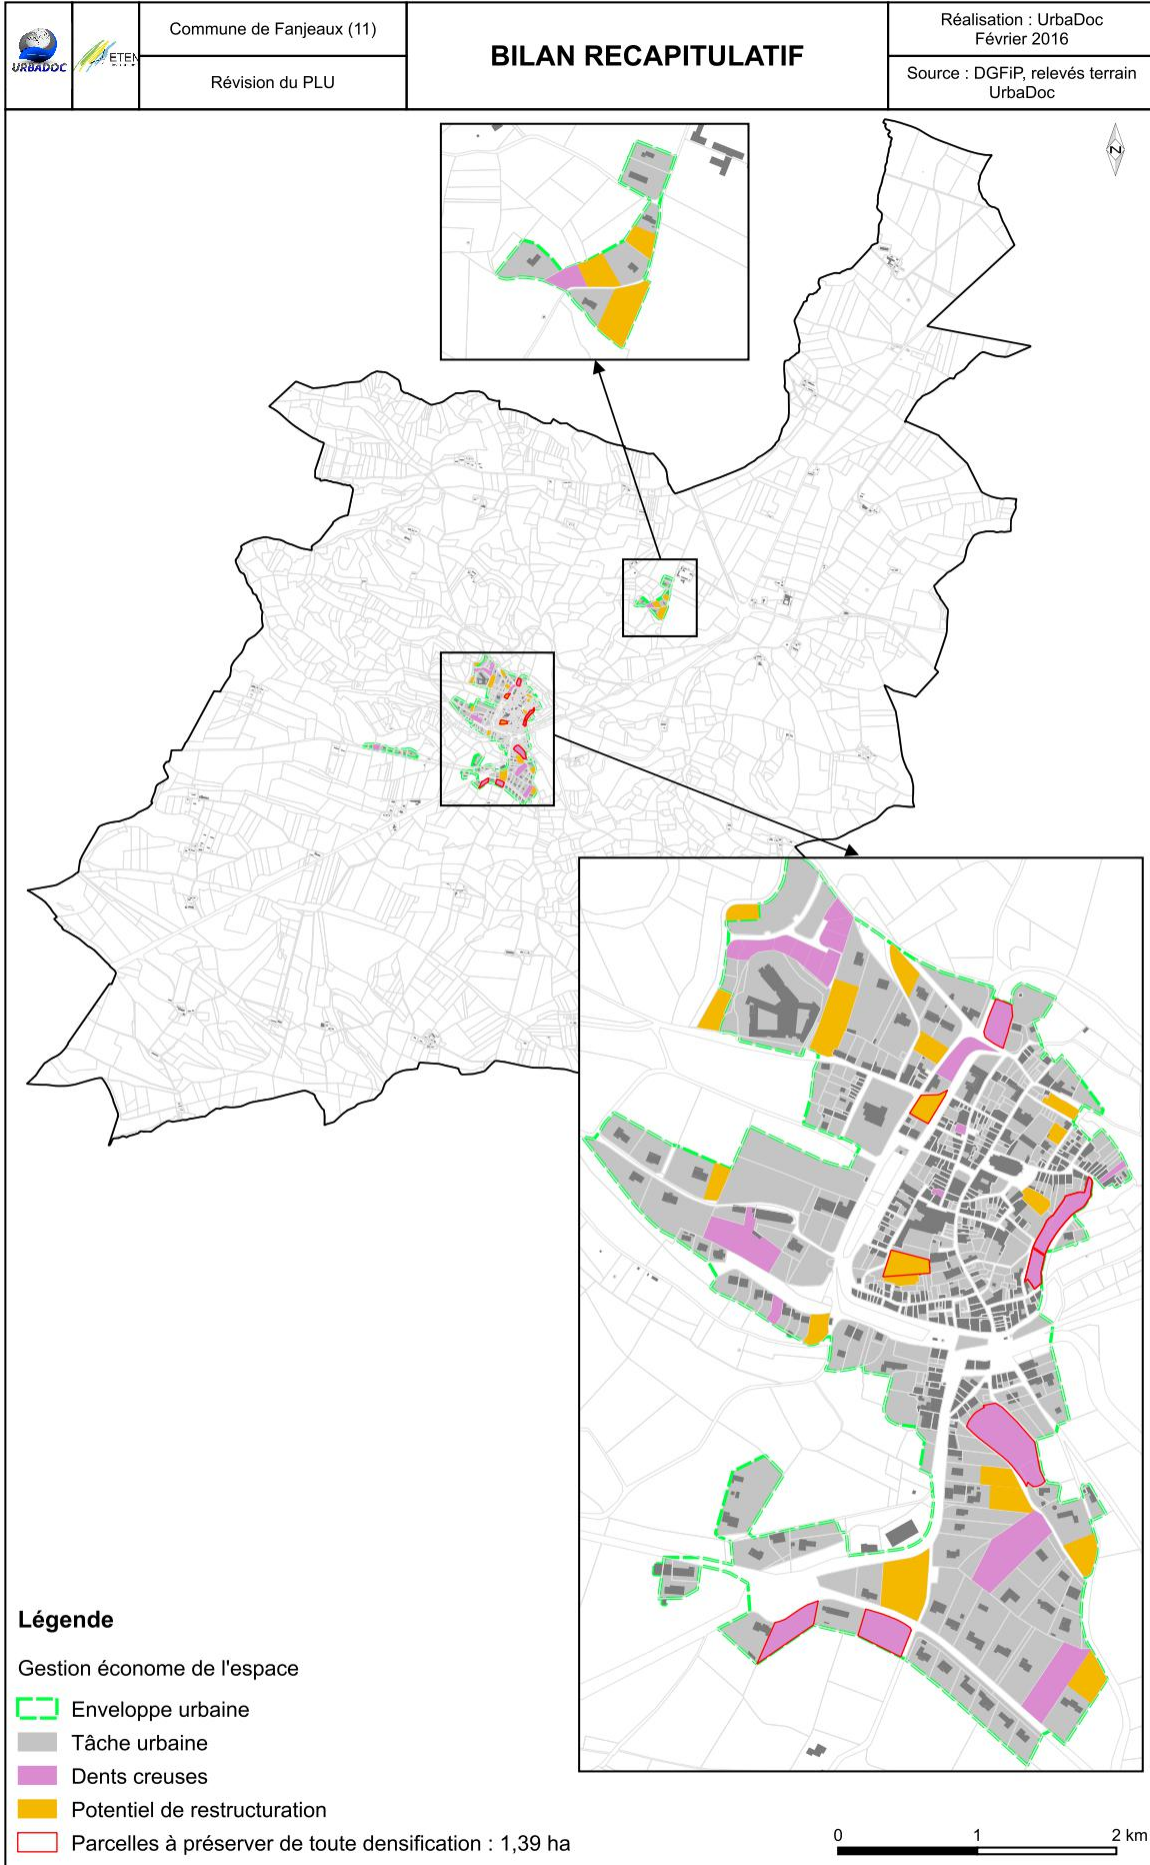 URBADOC
ETEN
Commune de Fanjeaux (11)
Révision du PLU
BILAN RECAPITULATIF
Réalisation : UrbaDoc
Février 2016
Source : DGFiP, relevés terrain
UrbaDoc
N
Légende
Gestion économe de l'espace
Enveloppe urbaine
Tâche urbaine
Dents creuses
Potentiel de restructuration
Parcelles à préserver de toute densification : 1,39 ha
0 1 2 km